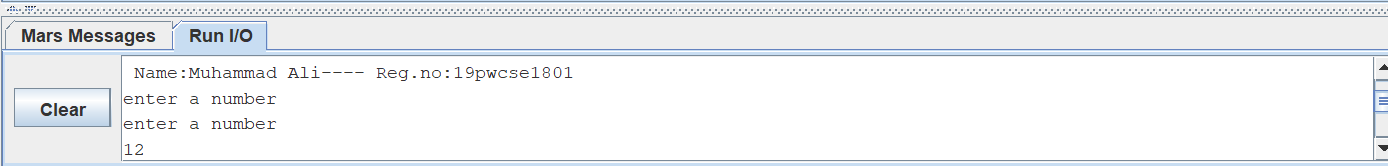 Mars Messages Run I/O
Clear
Name:Muhammad Ali---- Reg.no:19pwcse1801
enter a number
enter a number
12